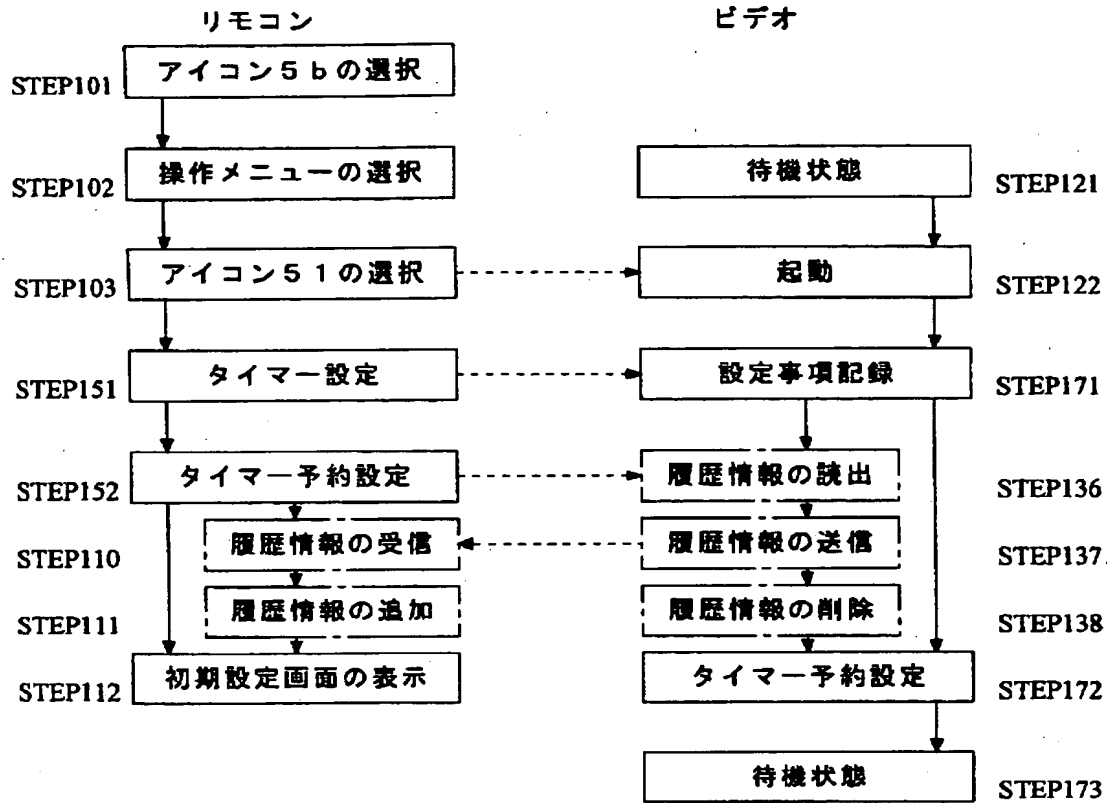 リモコン
ビデオ
STEP101
アイコン5bの選択
STEP102
操作メニューの選択
待機状態
STEP121
STEP103
アイコン51の選択
起動
STEP122
STEP151
タイマー設定
設定事項記録
STEP171
STEP152
タイマー予約設定
履歴情報の読出
STEP136
STEP110
履歴情報の受信
履歴情報の送信
STEP137
STEP111
履歴情報の追加
履歴情報の削除
STEP138
STEP112
初期設定画面の表示
タイマー予約設定
STEP172
待機状態
STEP173